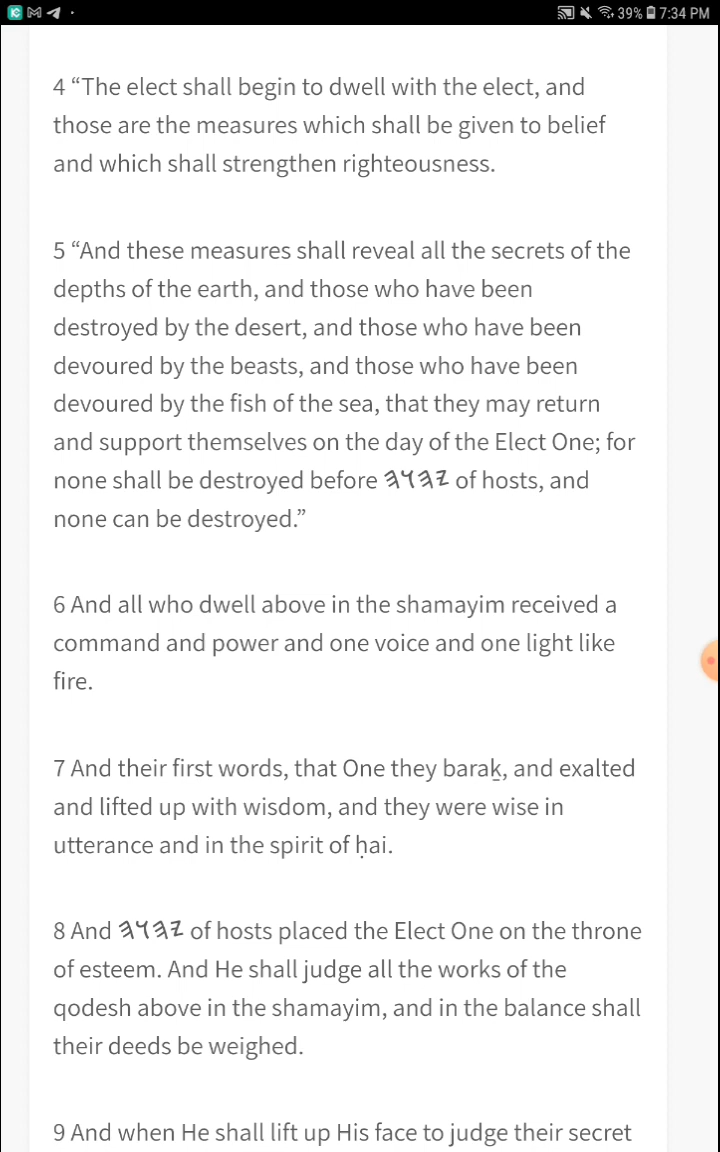 39% 7:34 PM
4 “The elect shall begin to dwell with the elect, and
those are the measures which shall be given to belief
and which shall strengthen righteousness.
5 “And these measures shall reveal all the secrets of the
depths of the earth, and those who have been
destroyed by the desert, and those who have been
devoured by the beasts, and those who have been
devoured by the fish of the sea, that they may return
and support themselves on the day of the Elect One; for
none shall be destroyed before 𐤉𐤄𐤅𐤄 of hosts, and
none can be destroyed.”
6 And all who dwell above in the shamayim received a
command and power and one voice and one light like
fire.
7 And their first words, that One they baraḵ, and exalted
and lifted up with wisdom, and they were wise in
utterance and in the spirit of ḥai.
8 And 𐤉𐤄𐤅𐤄 of hosts placed the Elect One on the throne
of esteem. And He shall judge all the works of the
qodesh above in the shamayim, and in the balance shall
their deeds be weighed.
9 And when He shall lift up His face to judge their secret